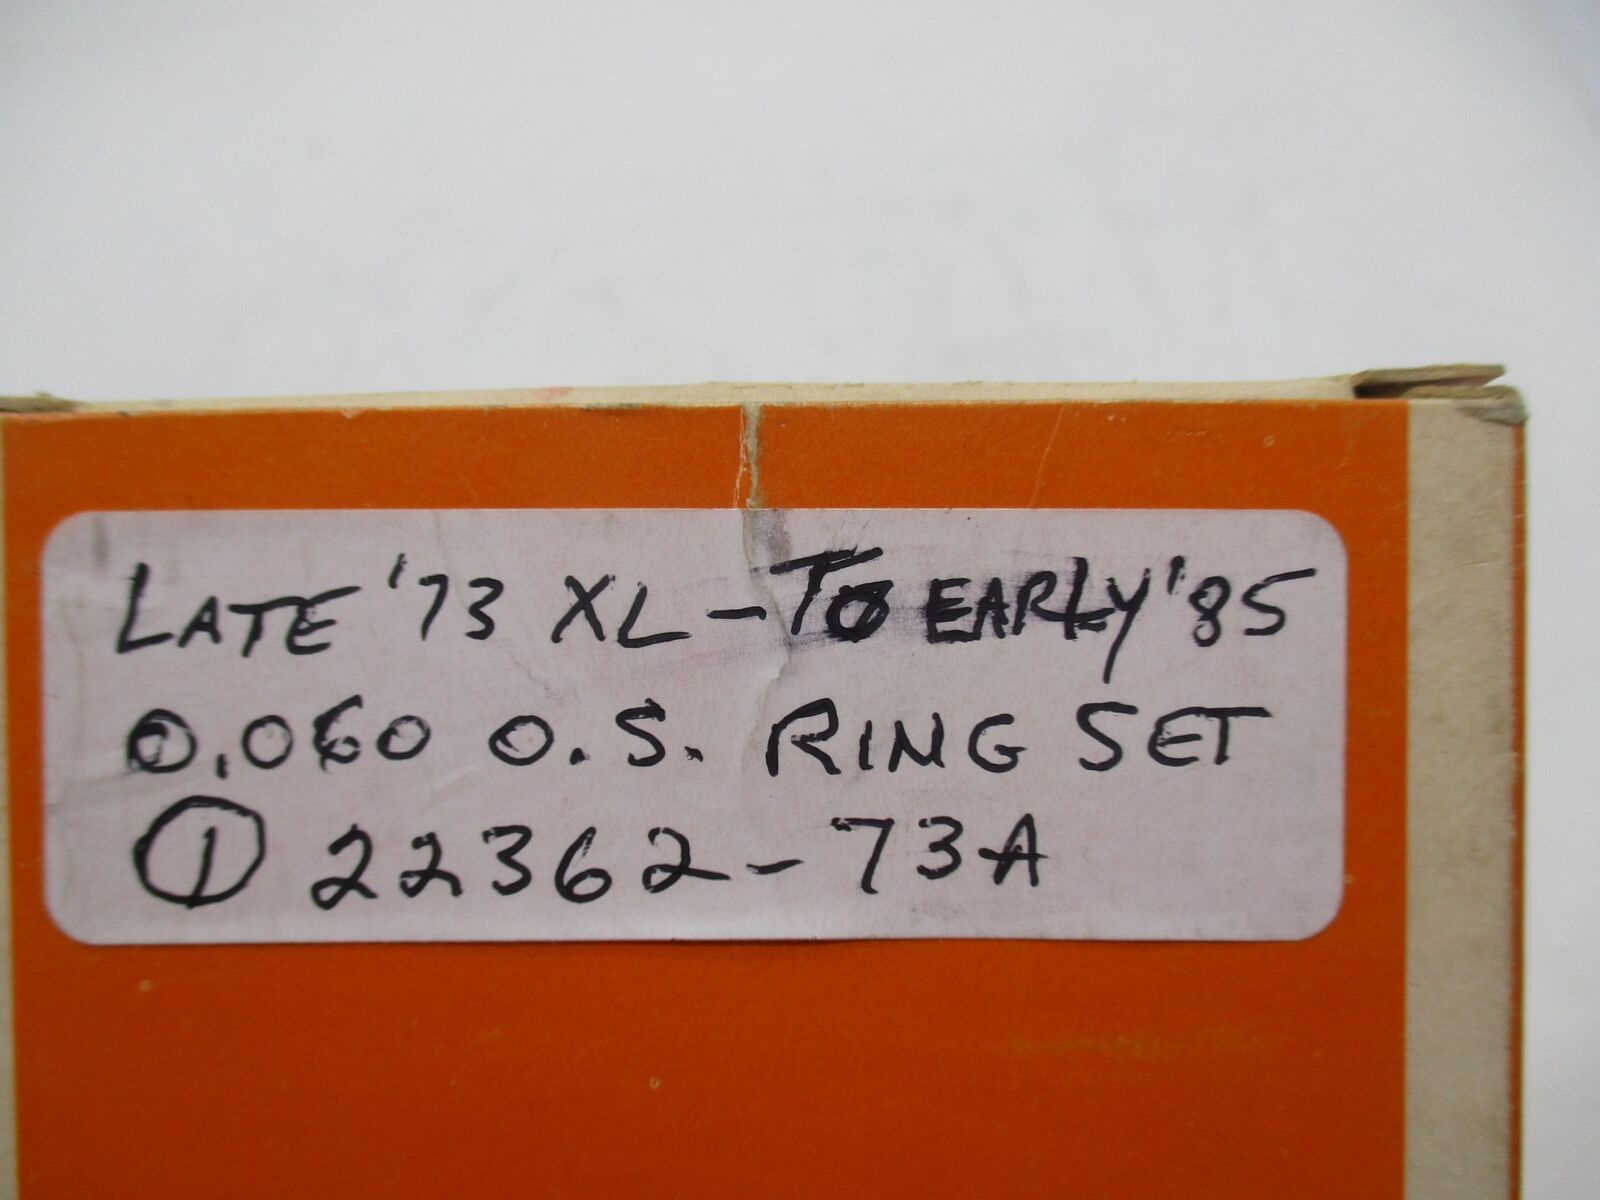 LATE '73 XL - TO EARLY '85
0.060 O.S. RING SET
① 22362-73A